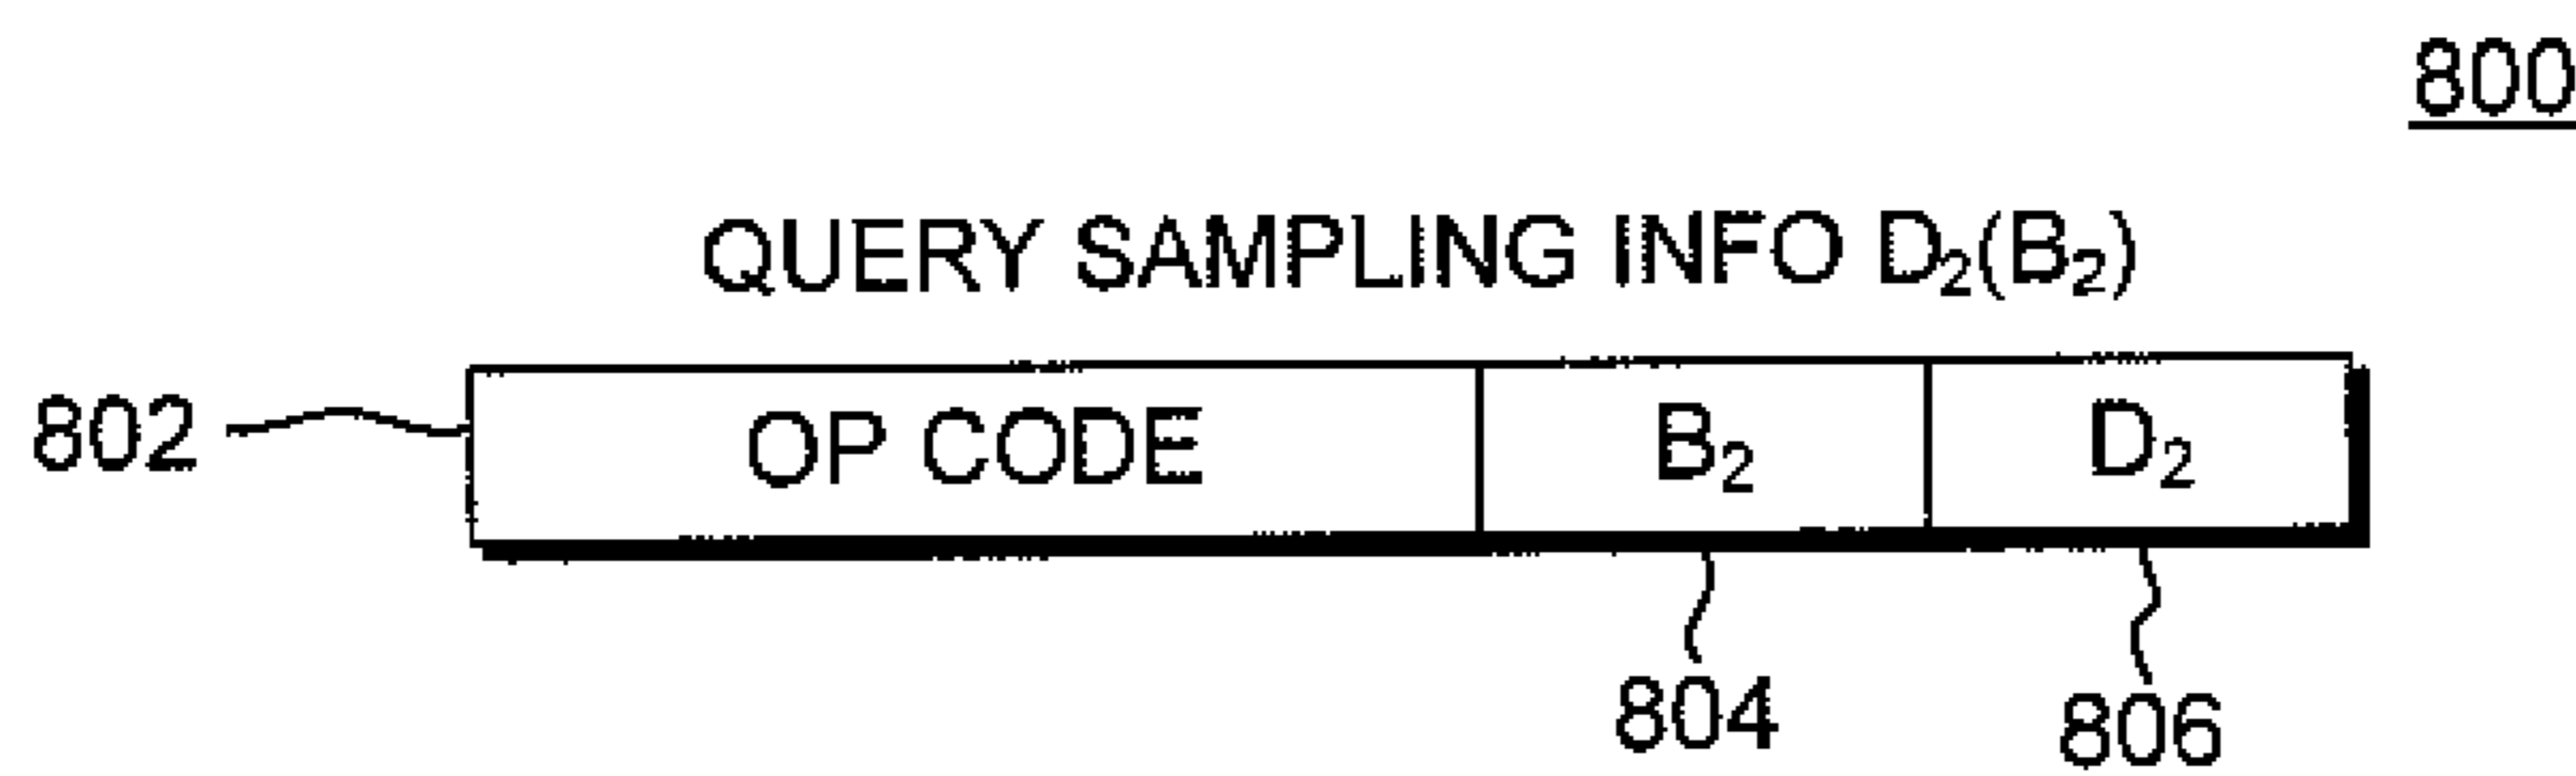 800
QUERY SAMPLING INFO D₂(B₂)
802 OP CODE B₂ D₂
804 806